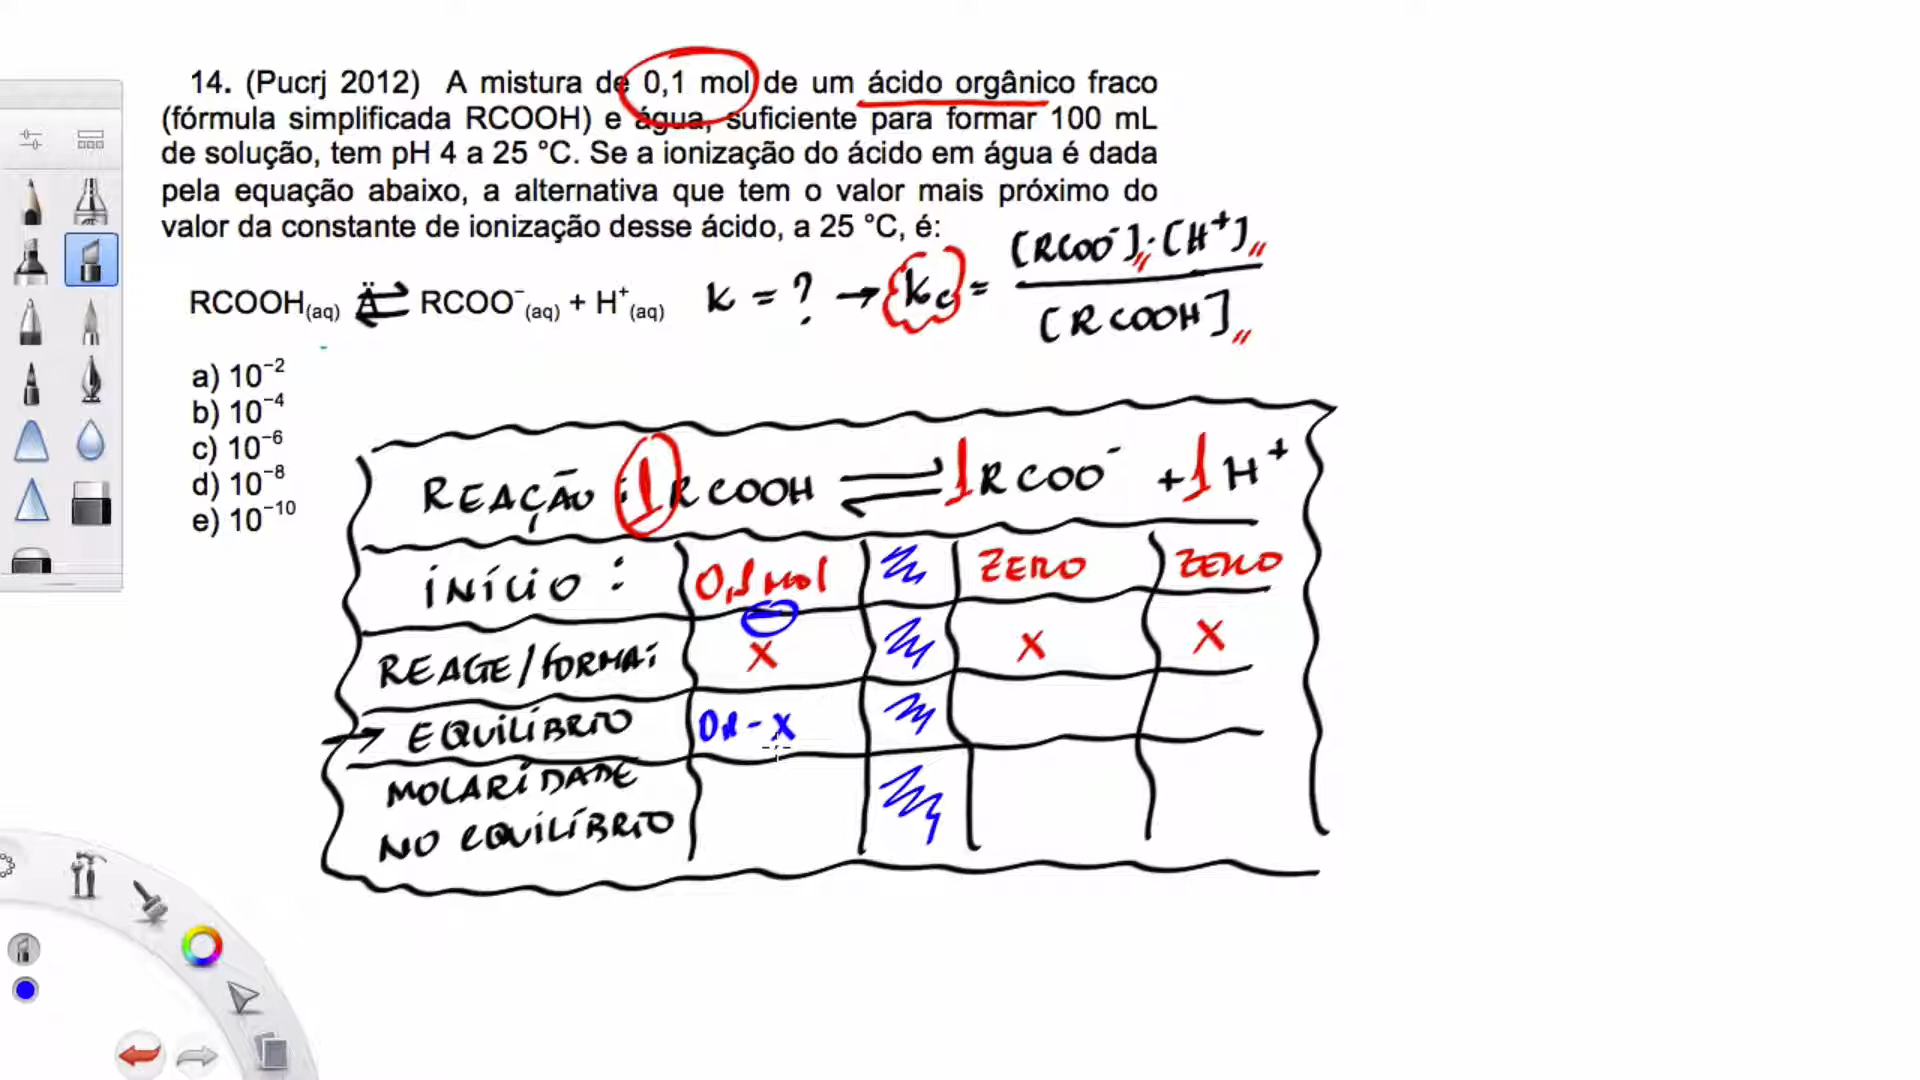 14. (Pucrj 2012) A mistura de 0,1 mol de um ácido orgânico fraco
(fórmula simplificada RCOOH) e água, suficiente para formar 100 mL
de solução, tem pH 4 a 25 °C. Se a ionização do ácido em água é dada
pela equação abaixo, a alternativa que tem o valor mais próximo do
valor da constante de ionização desse ácido, a 25 °C, é:
RCOOH(aq) Ä ⇌ RCOO⁻(aq) + H⁺(aq) K = ? → Kc = [RCOO⁻].[H⁺]
[RCOOH]
a) 10⁻²
b) 10⁻⁴
c) 10⁻⁶
d) 10⁻⁸
e) 10⁻¹⁰
REAÇÃO: 1 RCOOH ⇌ 1 RCOO⁻ + 1 H⁺
INÍCIO: 0,1 mol ZERO ZERO
REAGE/FORMA: X X X
→ EQUILÍBRIO 0,1 - X
MOLARIDADE
NO EQUILÍBRIO